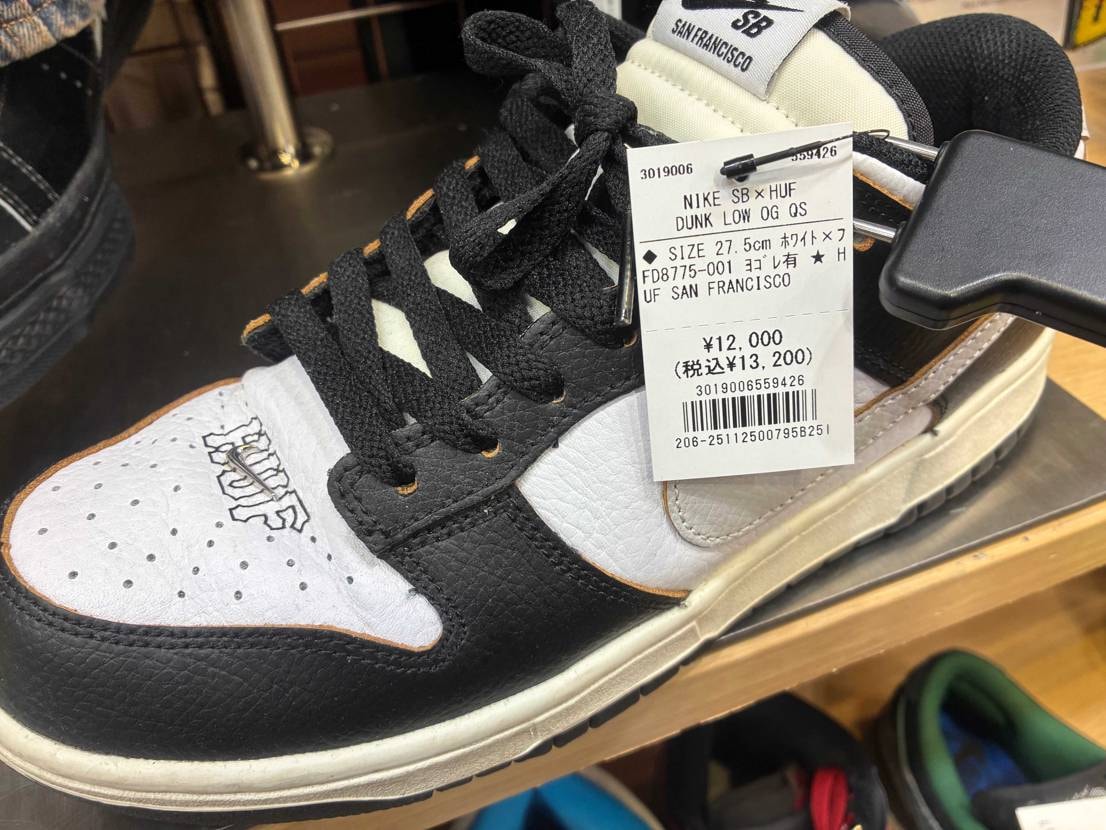 SB
SAN FRANCISCO
3019006 559426
NIKE SB×HUF
DUNK LOW OG QS
◆ SIZE 27.5cm ﾎﾜｲﾄ×ﾌ
FD8775-001 ﾖｺﾞﾚ有 ★ H
UF SAN FRANCISCO
¥12,000
(税込¥13,200)
3019006559426
206-25112500795B251
HUF